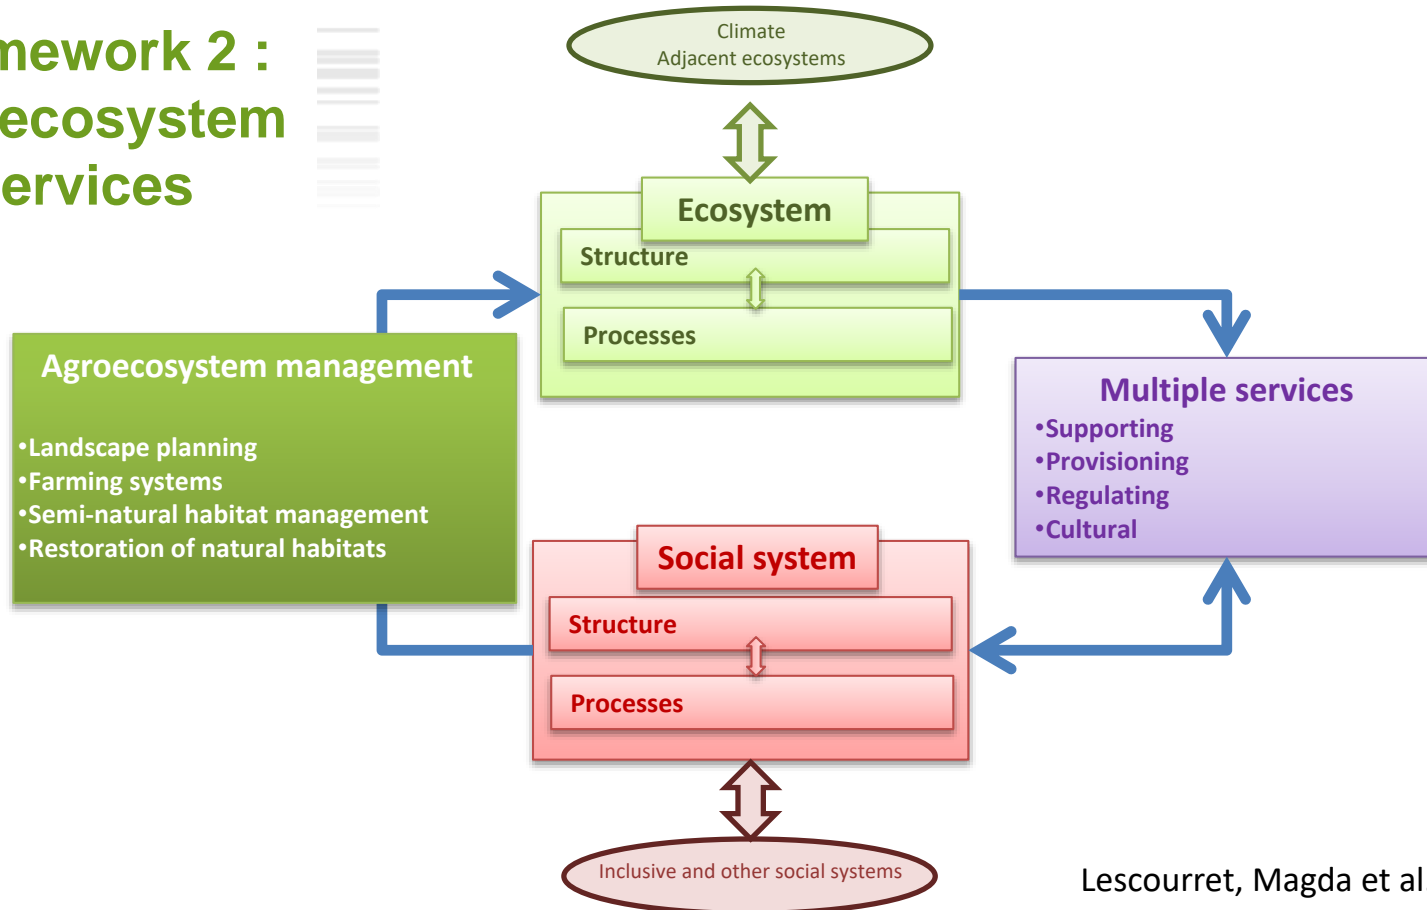 mework 2 :
ecosystem
ervices
Climate
Adjacent ecosystems
Ecosystem
Structure
Processes
Agroecosystem management
•Landscape planning
•Farming systems
•Semi-natural habitat management
•Restoration of natural habitats
Multiple services
•Supporting
•Provisioning
•Regulating
•Cultural
Social system
Structure
Processes
Inclusive and other social systems
Lescourret, Magda et al